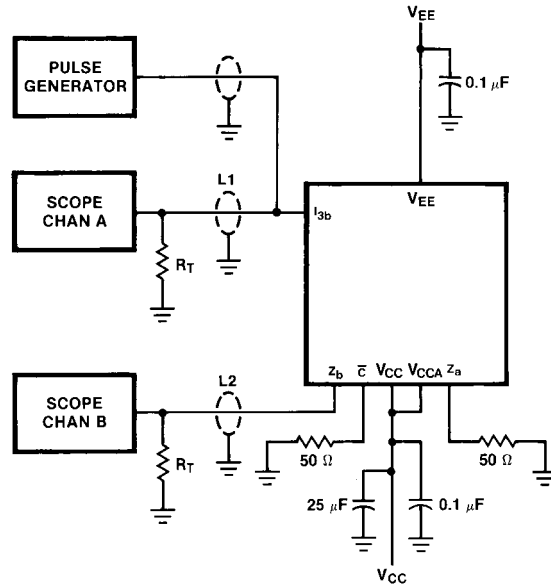 VEE
PULSE
GENERATOR
0.1 μF
L1
SCOPE
CHAN A
VEE
I3b
RT
L2
Zb
C̅
VCC
VCCA
Za
SCOPE
CHAN B
RT
50 Ω
50 Ω
25 μF
0.1 μF
VCC